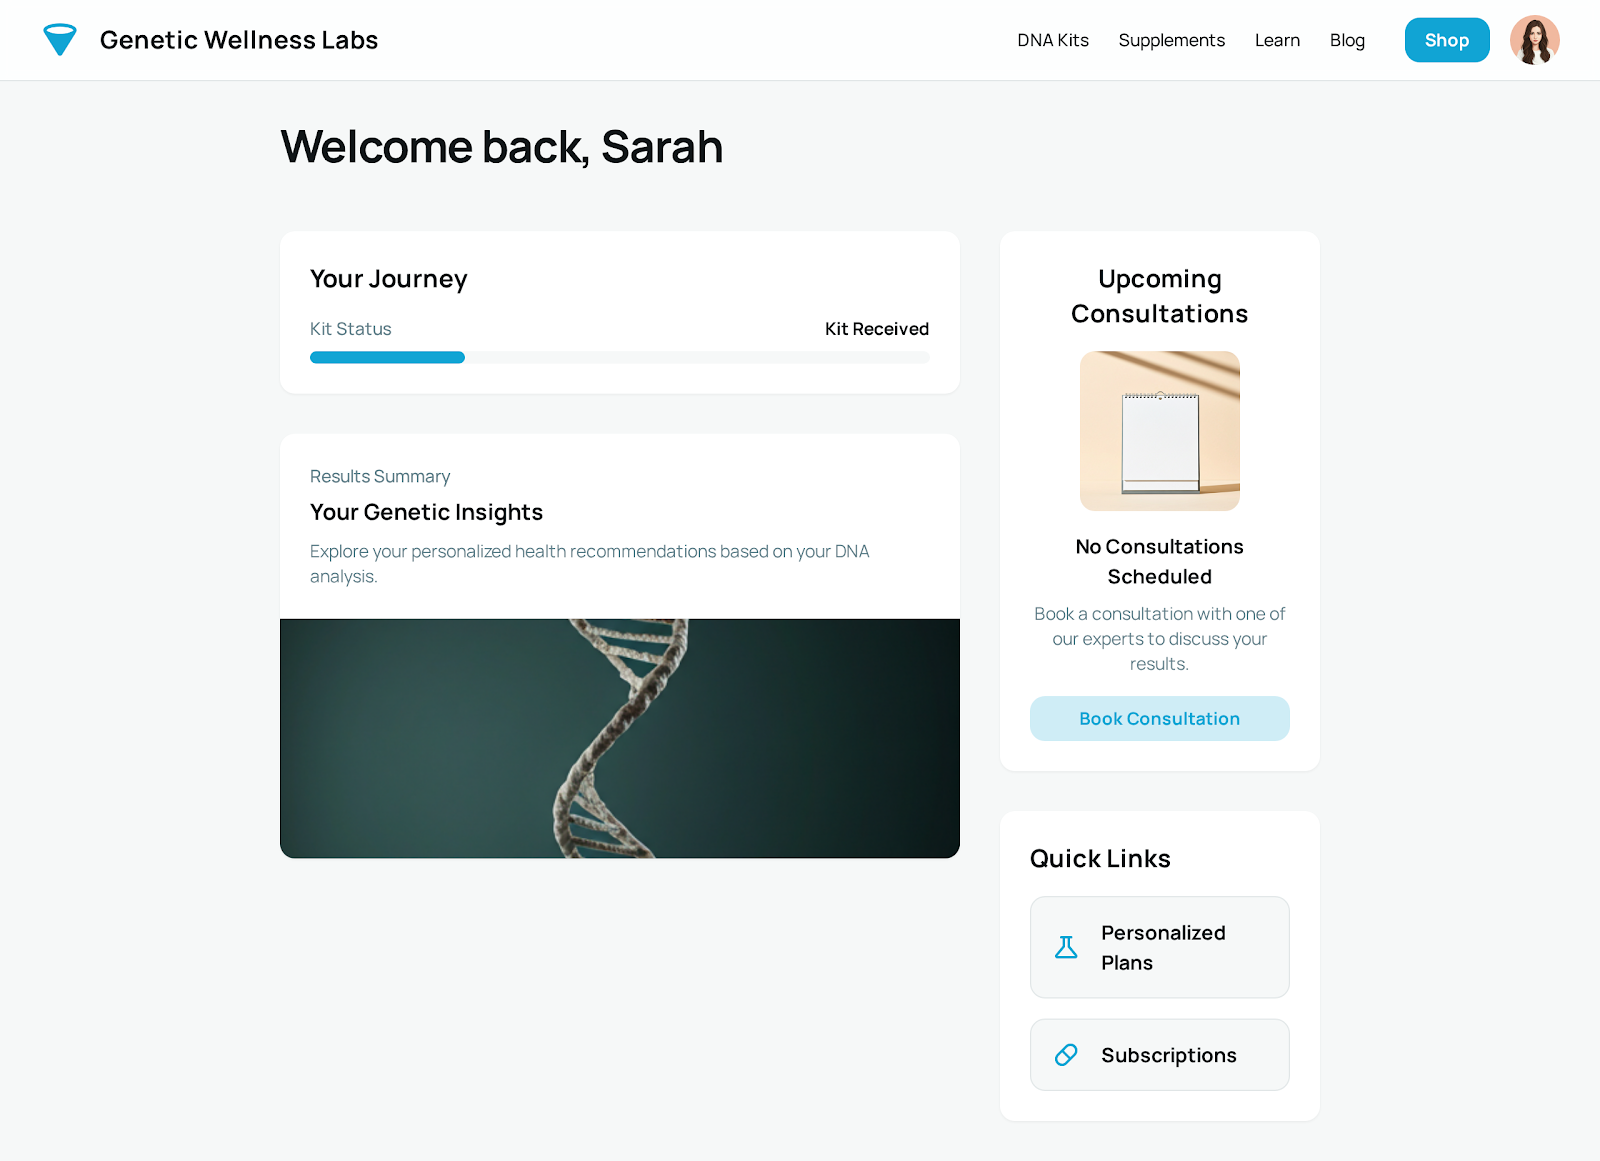 Genetic Wellness Labs
DNA Kits
Supplements
Learn
Blog
Shop
Welcome back, Sarah
Your Journey
Kit Status
Kit Received
Results Summary
Your Genetic Insights
Explore your personalized health recommendations based on your DNA
analysis.
Upcoming
Consultations
No Consultations
Scheduled
Book a consultation with one of
our experts to discuss your
results.
Book Consultation
Quick Links
Personalized
Plans
Subscriptions